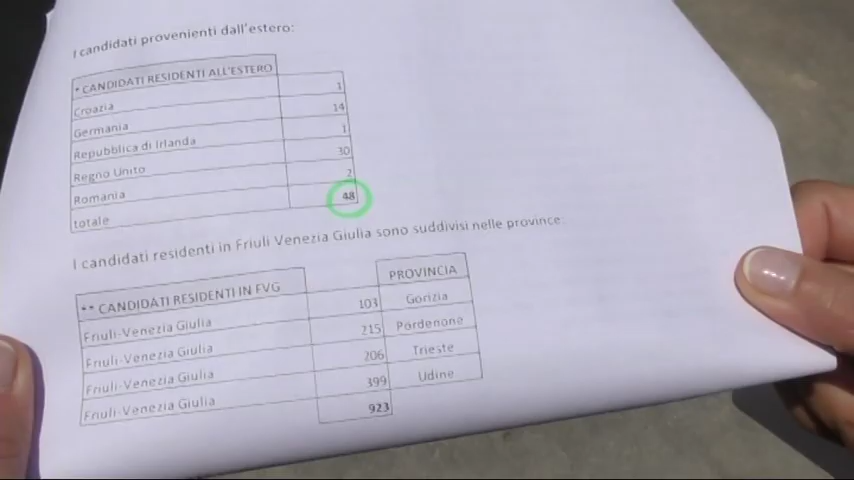 I candidati provenienti dall'estero:
* CANDIDATI RESIDENTI ALL'ESTERO
Croazia 1
Germania 14
Repubblica di Irlanda 1
Regno Unito 30
Romania 2
totale 48
I candidati residenti in Friuli Venezia Giulia sono suddivisi nelle province:
** CANDIDATI RESIDENTI IN FVG PROVINCIA
Friuli-Venezia Giulia 103 Gorizia
Friuli-Venezia Giulia 215 Pordenone
Friuli-Venezia Giulia 206 Trieste
Friuli-Venezia Giulia 399 Udine
923